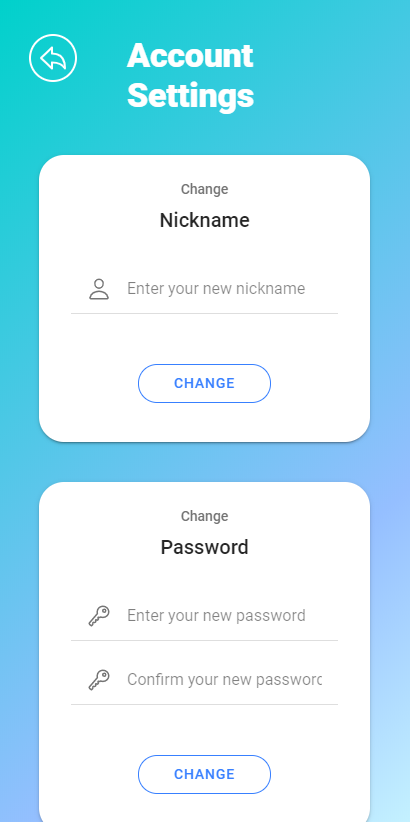 Account
Settings
Change
Nickname
Enter your new nickname
CHANGE
Change
Password
Enter your new password
Confirm your new password
CHANGE